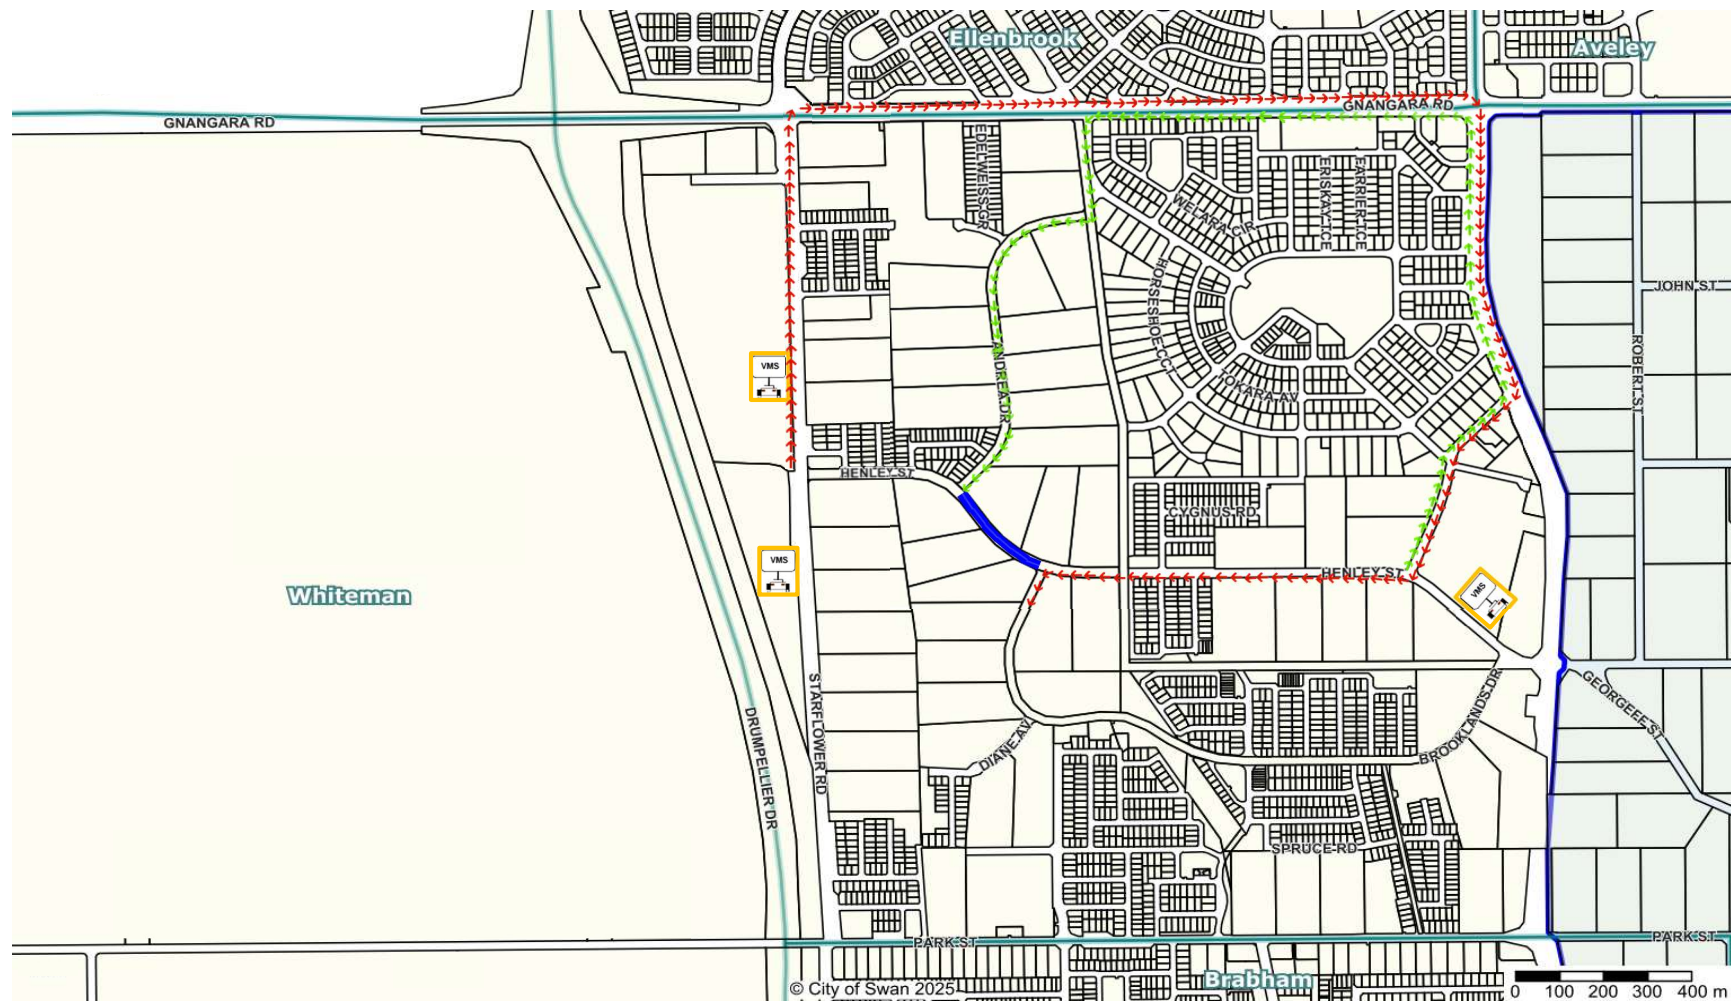 Ellenbrook
Aveley
GNANGARA RD
GNANGARA RD
EDELWEISS GR
ERISKAY TCE
FARRIER TCE
WELARA CIR
HORSESHOE CCT
JOHN ST
ROBERT ST
VMS
ANDREA DR
TOKARA AV
HENLEY ST
CYGNUS RD
VMS
HENLEY ST
VMS
Whiteman
STARFLOWER RD
DRUMPELLIER DR
DIANE AV
BROOKLANDS DR
GEORGEFF ST
SPRUCE RD
PARK ST
PARK ST
Brabham
© City of Swan 2025
0 100 200 300 400 m